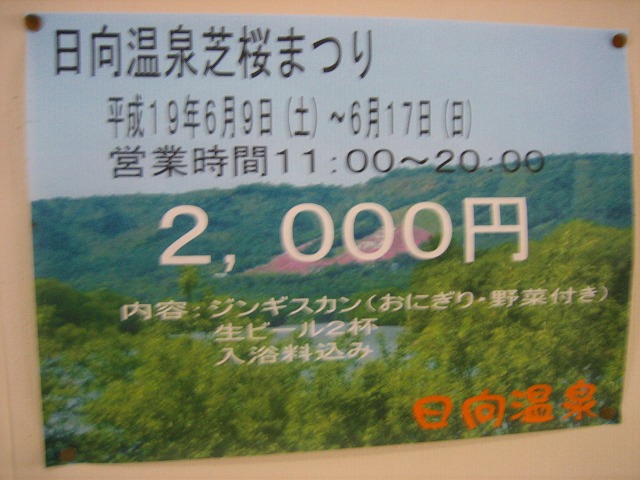 日向温泉芝桜まつり
平成19年6月9日(土)~6月17日(日)
営業時間11:00~20:00
2,000円
内容:ジンギスカン(おにぎり・野菜付き)
生ビール2杯
入浴料込み
日向温泉